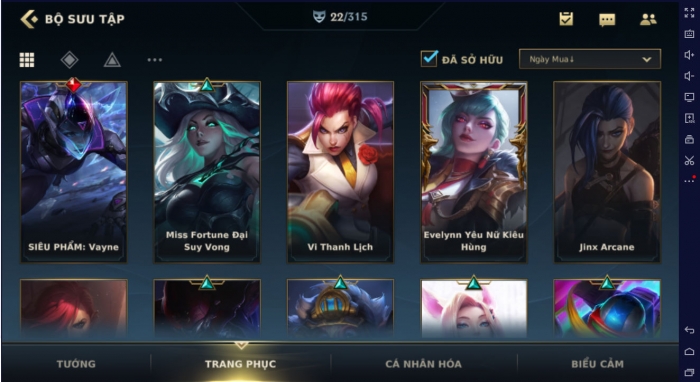 BỘ SƯU TẬP
22/315
ĐÃ SỞ HỮU
Ngày Mua↓
SIÊU PHẨM: Vayne
Miss Fortune Đại
Suy Vong
Vi Thanh Lịch
Evelynn Yêu Nữ Kiêu
Hùng
Jinx Arcane
TƯỚNG
TRANG PHỤC
CÁ NHÂN HÓA
BIỂU CẢM